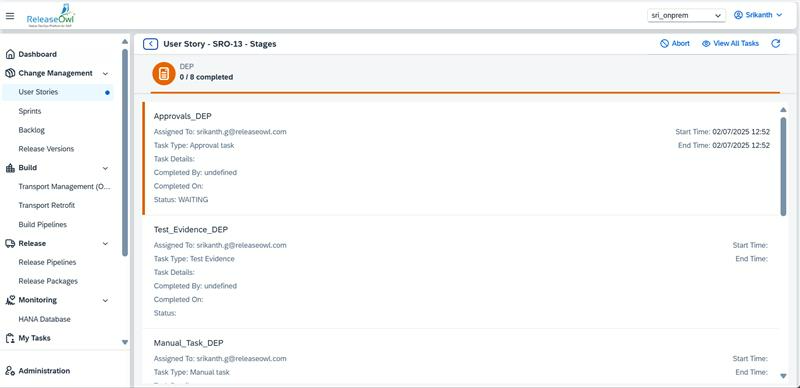 ReleaseOwl
sri_onprem
Srikanth
Dashboard
Change Management
User Stories
Sprints
Backlog
Release Versions
Build
Transport Management (O...
Transport Retrofit
Build Pipelines
Release
Release Pipelines
Release Packages
Monitoring
HANA Database
My Tasks
Administration
User Story - SRO-13 - Stages
Abort
View All Tasks
DEP
0 / 8 completed
Approvals_DEP
Assigned To: srikanth.g@releaseowl.com
Start Time: 02/07/2025 12:52
Task Type: Approval task
End Time: 02/07/2025 12:52
Task Details:
Completed By: undefined
Completed On:
Status: WAITING
Test_Evidence_DEP
Assigned To: srikanth.g@releaseowl.com
Start Time:
Task Type: Test Evidence
End Time:
Task Details:
Completed By: undefined
Completed On:
Status:
Manual_Task_DEP
Assigned To: srikanth.g@releaseowl.com
Start Time:
Task Type: Manual task
End Time: